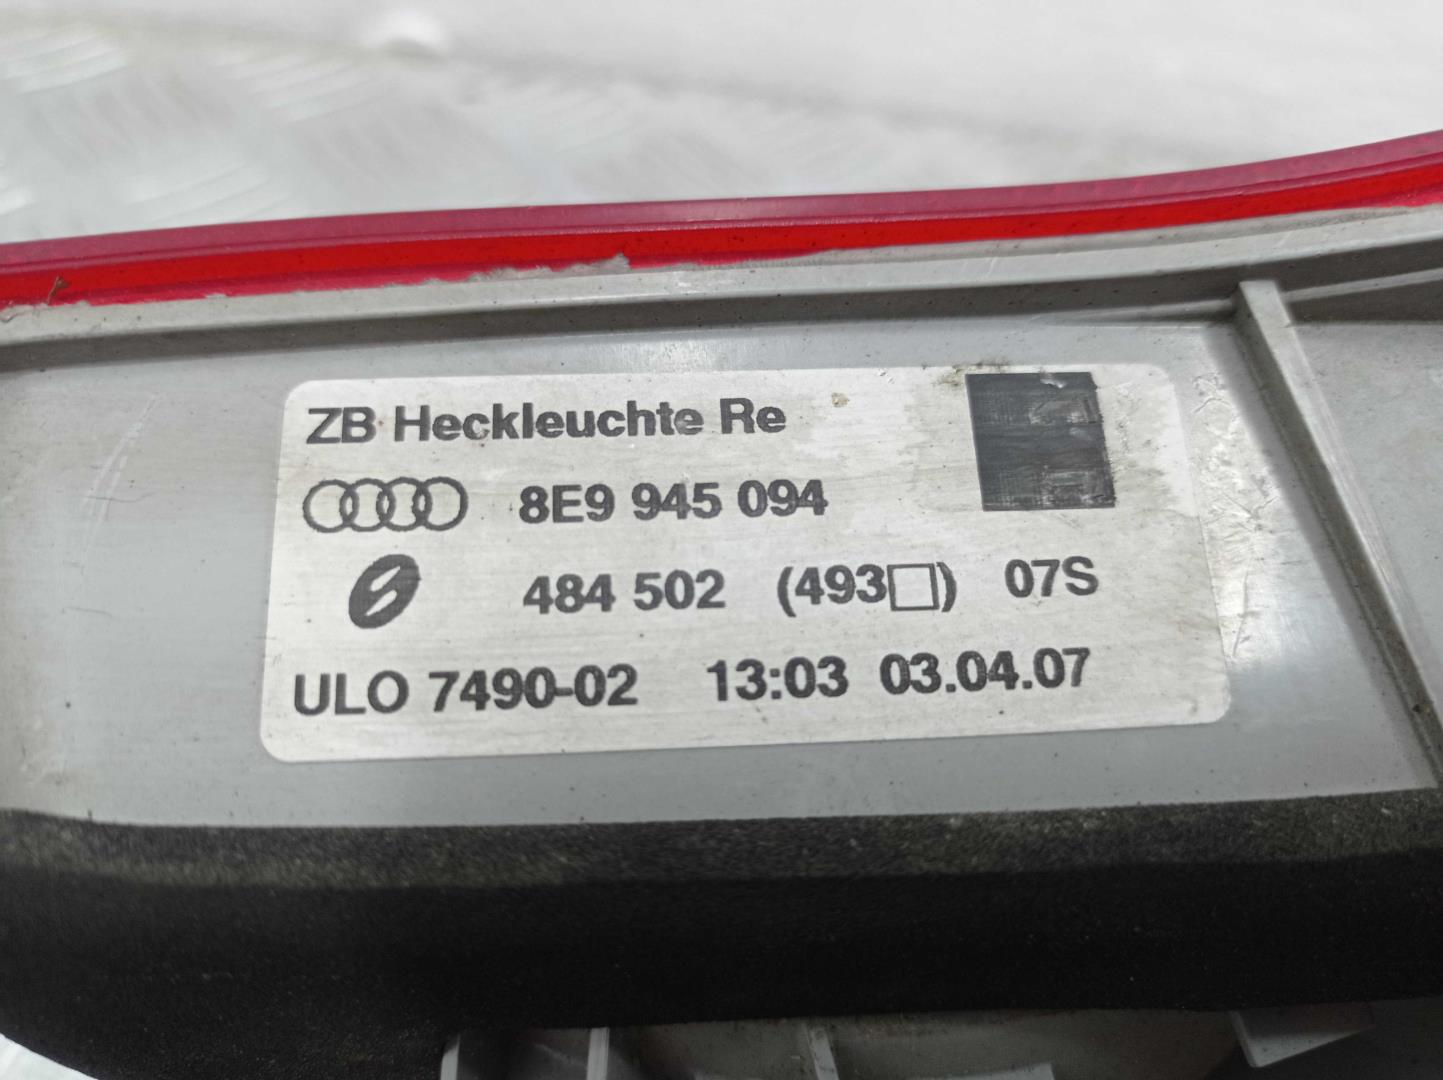 ZB Heckleuchte Re
8E9 945 094
484 502 (493□) 07S
ULO 7490-02 13:03 03.04.07